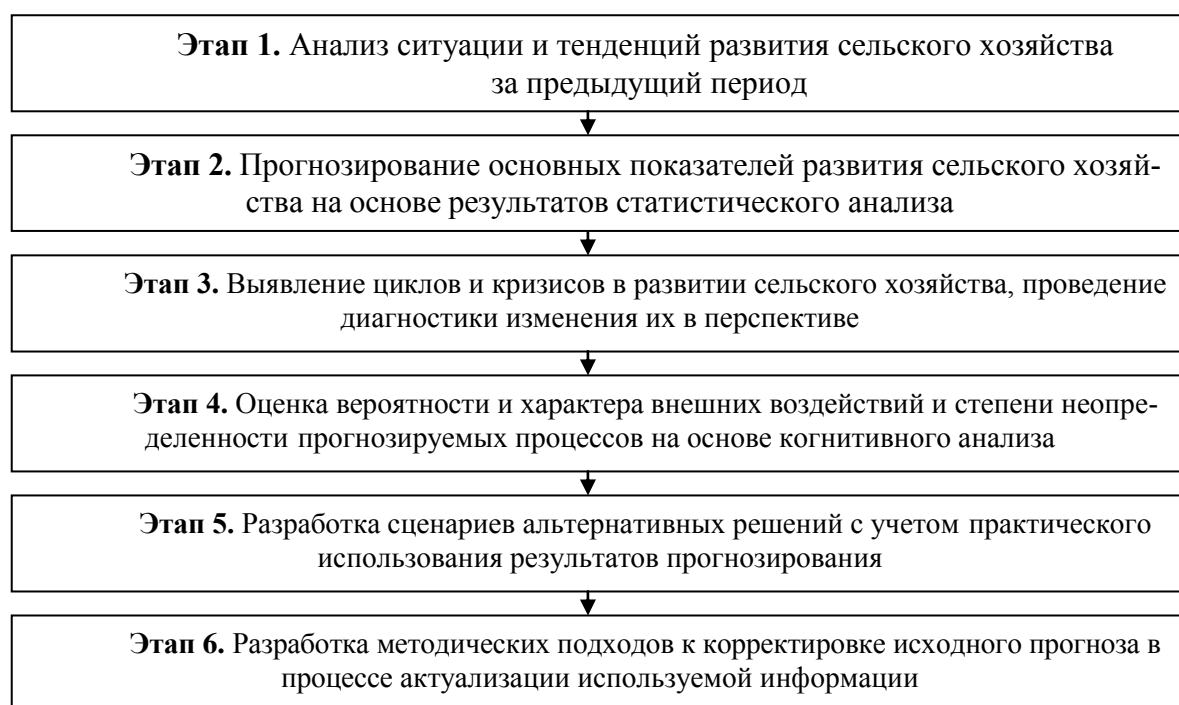 Этап 1. Анализ ситуации и тенденций развития сельского хозяйства
за предыдущий период
Этап 2. Прогнозирование основных показателей развития сельского хозяй-
ства на основе результатов статистического анализа
Этап 3. Выявление циклов и кризисов в развитии сельского хозяйства, проведение
диагностики изменения их в перспективе
Этап 4. Оценка вероятности и характера внешних воздействий и степени неопре-
деленности прогнозируемых процессов на основе когнитивного анализа
Этап 5. Разработка сценариев альтернативных решений с учетом практического
использования результатов прогнозирования
Этап 6. Разработка методических подходов к корректировке исходного прогноза в
процессе актуализации используемой информации